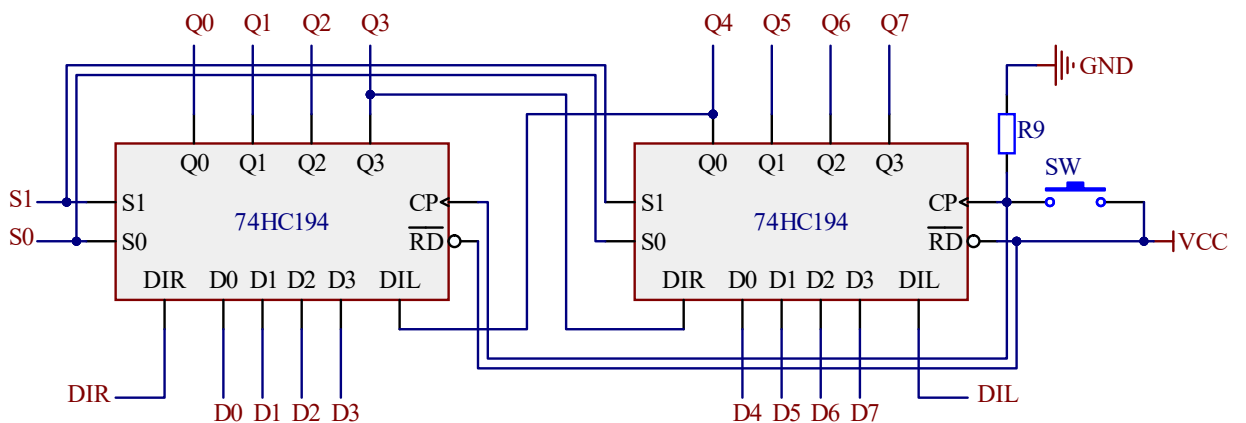 Q0 Q1 Q2 Q3 Q4 Q5 Q6 Q7
GND
R9
Q0 Q1 Q2 Q3 Q0 Q1 Q2 Q3
SW
S1 S1 CP S1 CP
74HC194 74HC194
S0 S0 RD S0 RD VCC
DIR D0 D1 D2 D3 DIL DIR D0 D1 D2 D3 DIL
DIR DIL
D0 D1 D2 D3 D4 D5 D6 D7